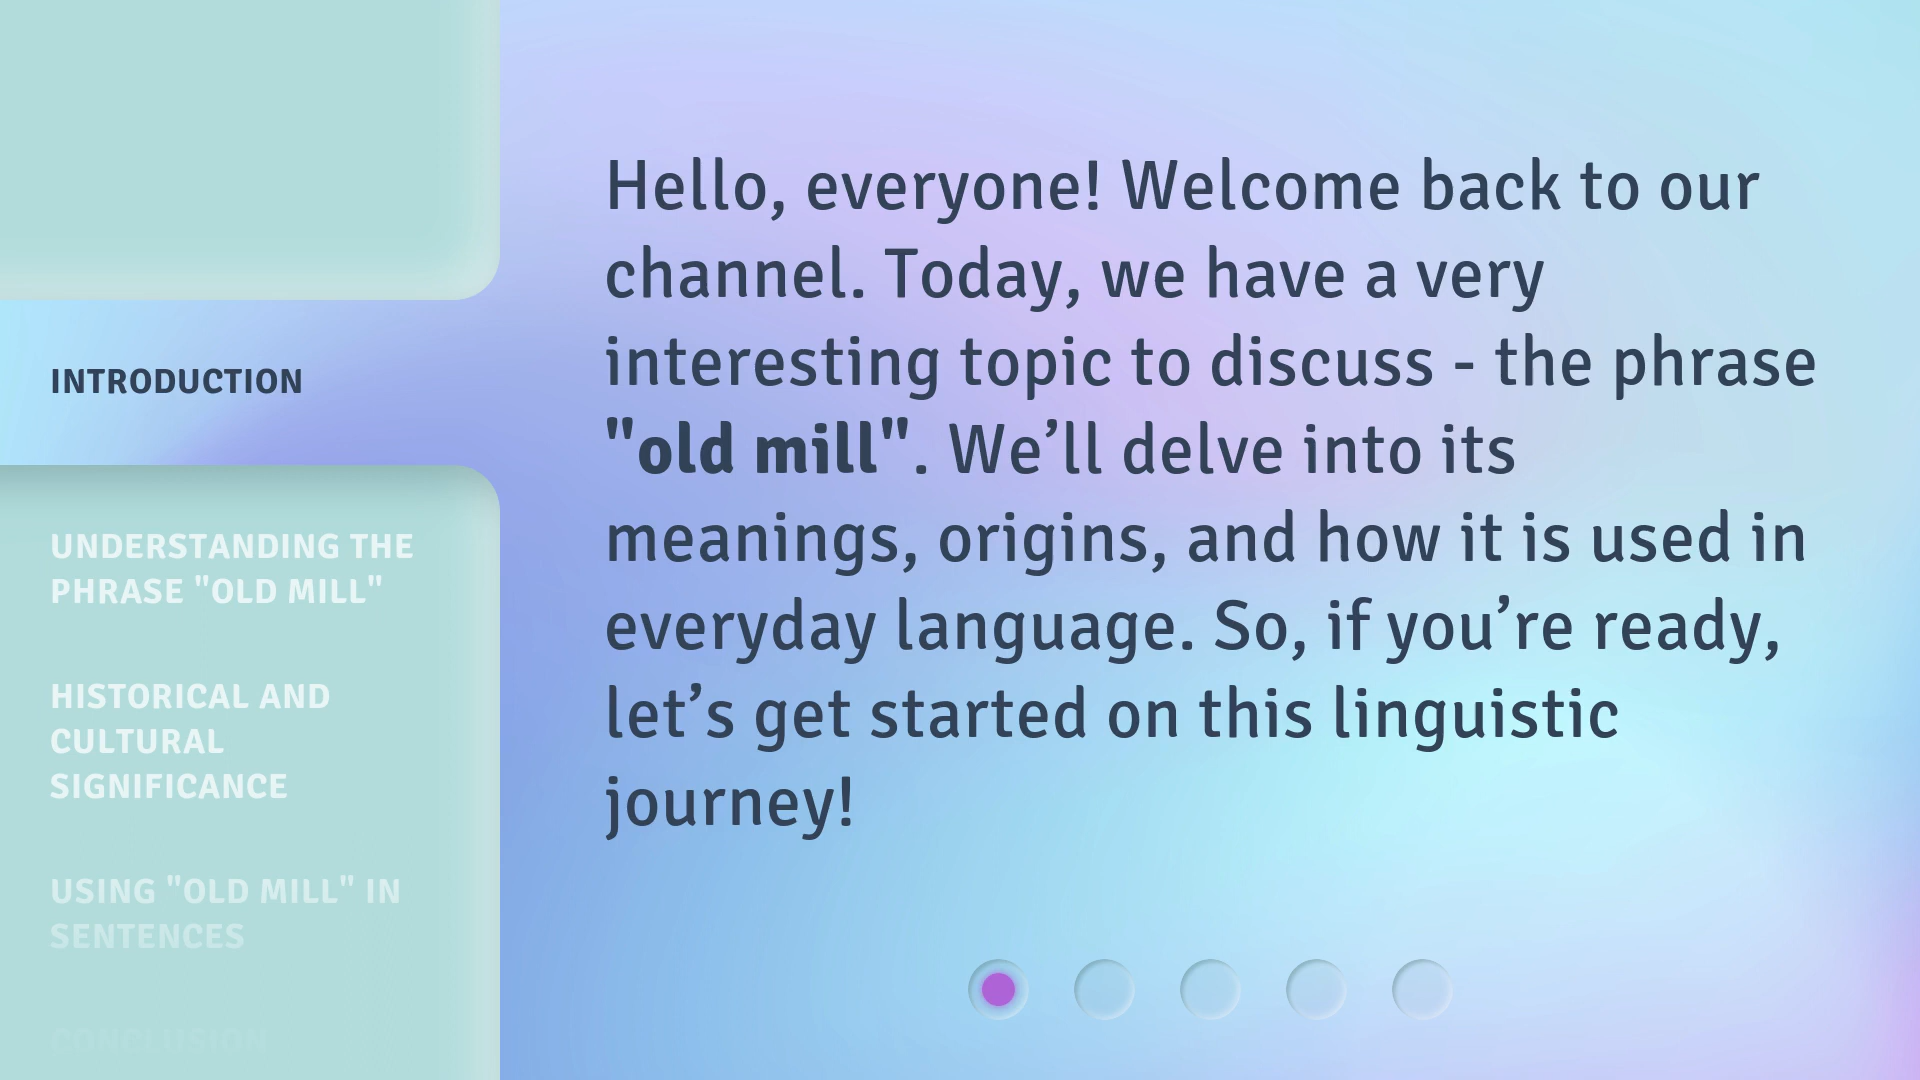 INTRODUCTION
UNDERSTANDING THE
PHRASE "OLD MILL"
HISTORICAL AND
CULTURAL
SIGNIFICANCE
USING "OLD MILL" IN
SENTENCES
CONCLUSION
Hello, everyone! Welcome back to our
channel. Today, we have a very
interesting topic to discuss - the phrase
"old mill". We’ll delve into its
meanings, origins, and how it is used in
everyday language. So, if you’re ready,
let’s get started on this linguistic
journey!